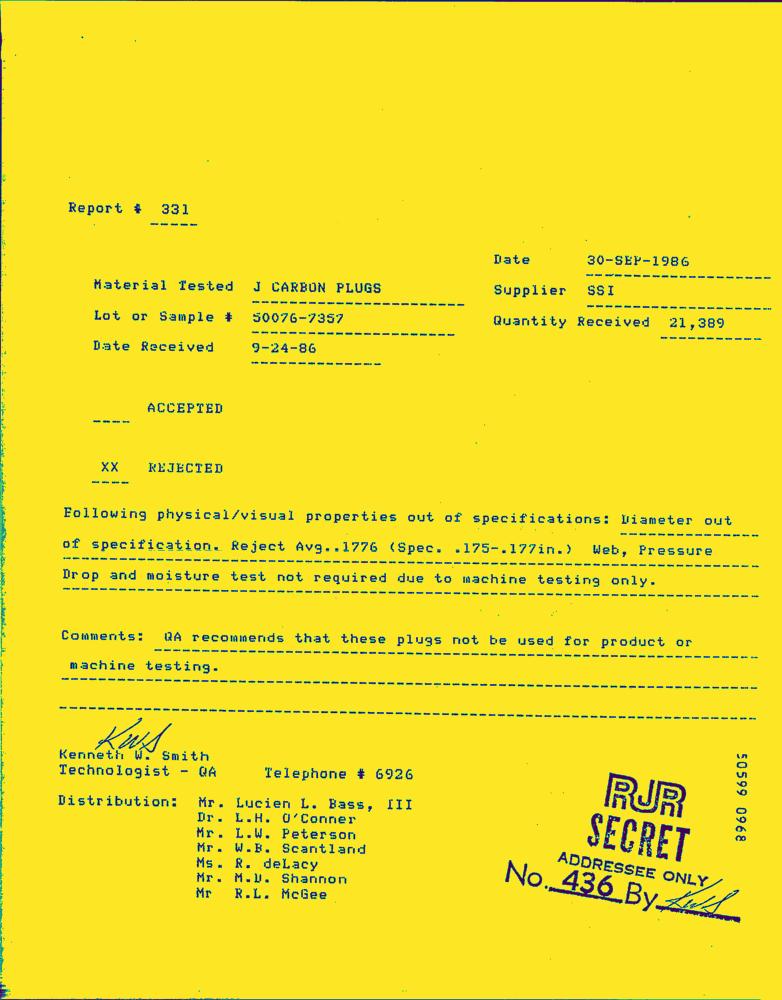 Report # 331
Date 30-SEP-1986
Material Tested J CARBON PLUGS
Supplier SSI
Lot or Sample # 50076-7357
Quantity Received 21,389
Date Received 9-24-86
ACCEPTED
XX REJECTED
Following physical/visual properties out of specifications: Diameter out
of specification. Reject Avg..1776 (Spec. .175-.177in.) Web, Pressure
Drop and moisture test not required due to machine testing only.
Comments: QA recommends that these plugs not be used for product or
machine testing.
KWS
Kenneth W. Smith
Technologist - QA Telephone # 6926
Distribution: Mr. Lucien L. Bass, III
Dr. L.H. O'Conner
Mr. L.W. Peterson
Mr. W.B. Scantland
Ms. R. deLacy
Mr. M.D. Shannon
Mr R.L. McGee
RJR
SECRET
ADDRESSEE ONLY
No. 436 By KWS
50599 0968